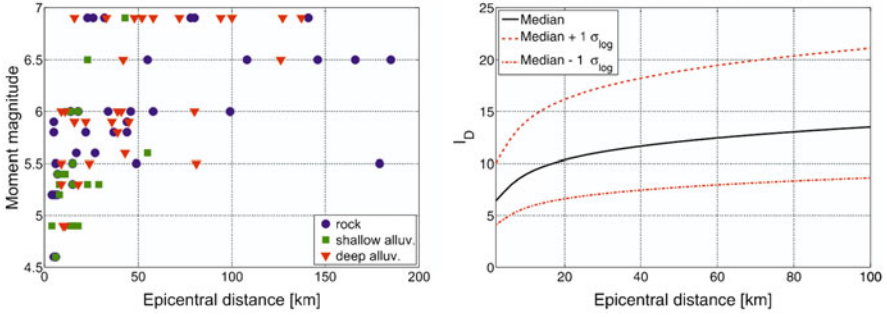 7
6.5
6
5.5
5
4.5
0
50
100
150
200
Moment magnitude
Epicentral distance [km]
rock
shallow alluv.
deep alluv.
25
20
15
10
5
0
20
40
60
80
100
I_D
Epicentral distance [km]
Median
Median + 1 σ_log
Median - 1 σ_log